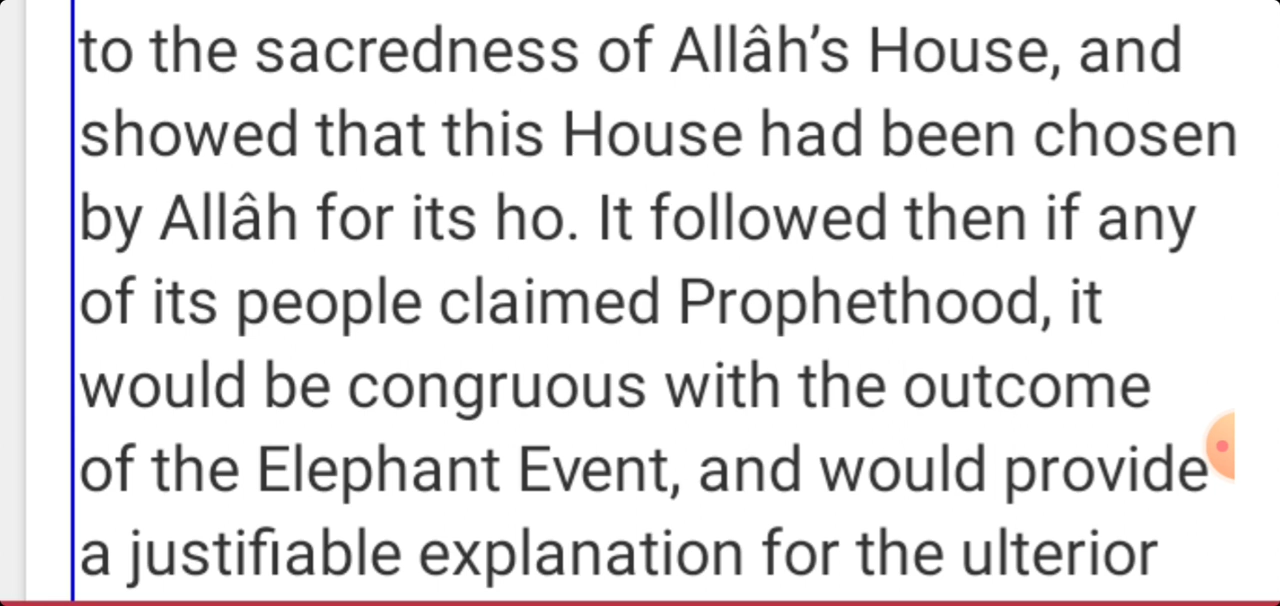 to the sacredness of Allâh’s House, and
showed that this House had been chosen
by Allâh for its ho. It followed then if any
of its people claimed Prophethood, it
would be congruous with the outcome
of the Elephant Event, and would provide
a justifiable explanation for the ulterior